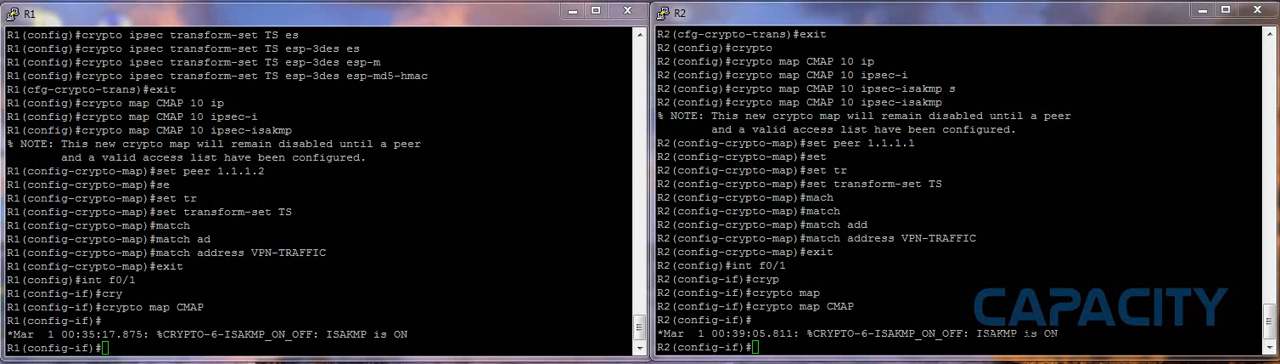 R1
R1(config)#crypto ipsec transform-set TS es
R1(config)#crypto ipsec transform-set TS esp-3des es
R1(config)#crypto ipsec transform-set TS esp-3des esp-m
R1(config)#crypto ipsec transform-set TS esp-3des esp-md5-hmac
R1(cfg-crypto-trans)#exit
R1(config)#crypto map CMAP 10 ip
R1(config)#crypto map CMAP 10 ipsec-i
R1(config)#crypto map CMAP 10 ipsec-isakmp
% NOTE: This new crypto map will remain disabled until a peer
and a valid access list have been configured.
R1(config-crypto-map)#set peer 1.1.1.2
R1(config-crypto-map)#se
R1(config-crypto-map)#set tr
R1(config-crypto-map)#set transform-set TS
R1(config-crypto-map)#match
R1(config-crypto-map)#match ad
R1(config-crypto-map)#match address VPN-TRAFFIC
R1(config-crypto-map)#exit
R1(config)#int f0/1
R1(config-if)#cry
R1(config-if)#crypto map CMAP
R1(config-if)#
*Mar  1 00:35:17.875: %CRYPTO-6-ISAKMP_ON_OFF: ISAKMP is ON
R1(config-if)#
R2
R2(cfg-crypto-trans)#exit
R2(config)#crypto
R2(config)#crypto map CMAP 10 ip
R2(config)#crypto map CMAP 10 ipsec-i
R2(config)#crypto map CMAP 10 ipsec-isakmp s
R2(config)#crypto map CMAP 10 ipsec-isakmp
% NOTE: This new crypto map will remain disabled until a peer
and a valid access list have been configured.
R2(config-crypto-map)#set peer 1.1.1.1
R2(config-crypto-map)#set
R2(config-crypto-map)#set tr
R2(config-crypto-map)#set transform-set TS
R2(config-crypto-map)#mach
R2(config-crypto-map)#match
R2(config-crypto-map)#match add
R2(config-crypto-map)#match address VPN-TRAFFIC
R2(config-crypto-map)#exit
R2(config)#int f0/1
R2(config-if)#cryp
R2(config-if)#crypto map
R2(config-if)#crypto map CMAP
R2(config-if)#
*Mar  1 00:39:05.811: %CRYPTO-6-ISAKMP_ON_OFF: ISAKMP is ON
R2(config-if)#
CAPACITY